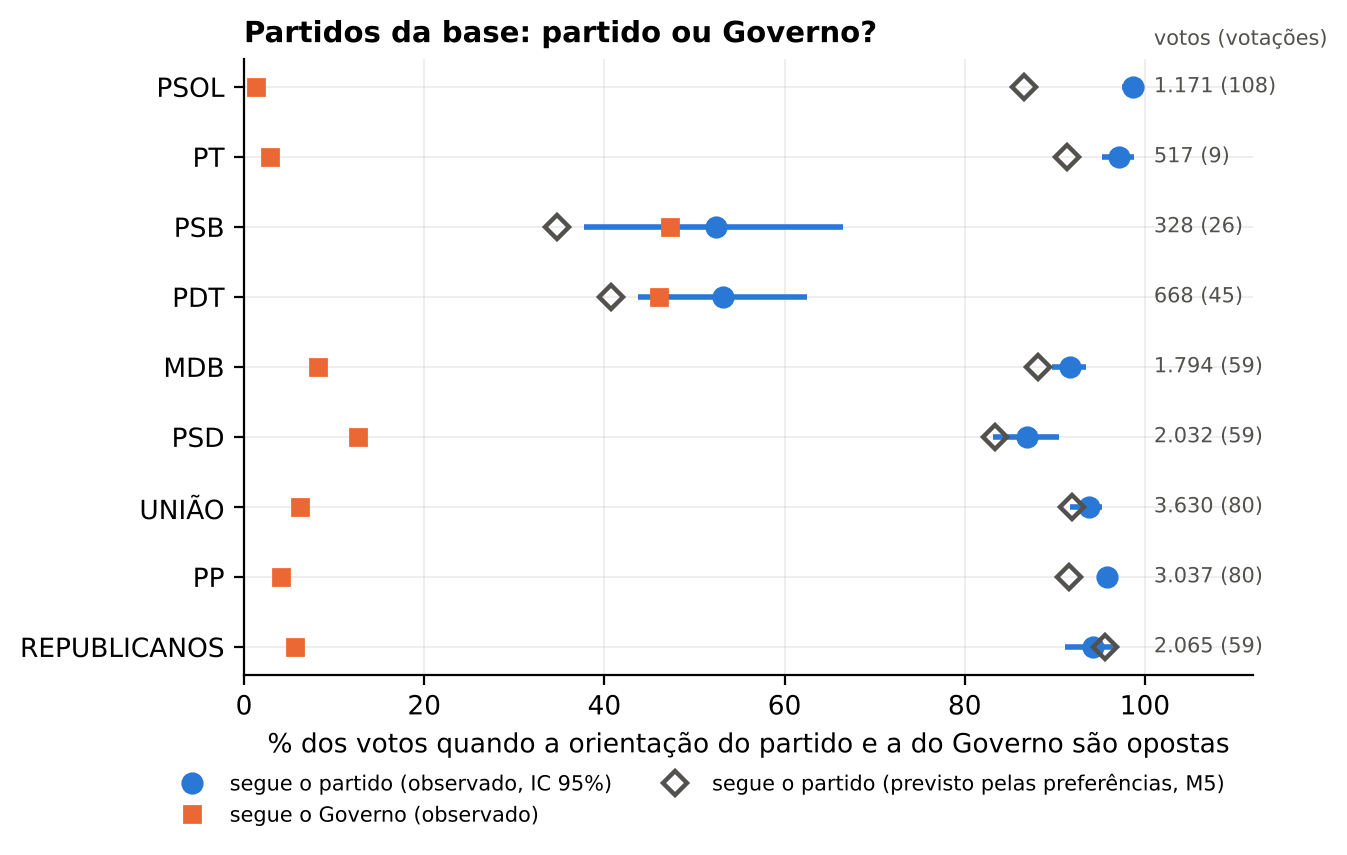 Partidos da base: partido ou Governo?
votos (votações)
PSOL 1.171 (108)
PT 517 (9)
PSB 328 (26)
PDT 668 (45)
MDB 1.794 (59)
PSD 2.032 (59)
UNIÃO 3.630 (80)
PP 3.037 (80)
REPUBLICANOS 2.065 (59)
0 20 40 60 80 100
% dos votos quando a orientação do partido e a do Governo são opostas
segue o partido (observado, IC 95%) segue o partido (previsto pelas preferências, M5)
segue o Governo (observado)